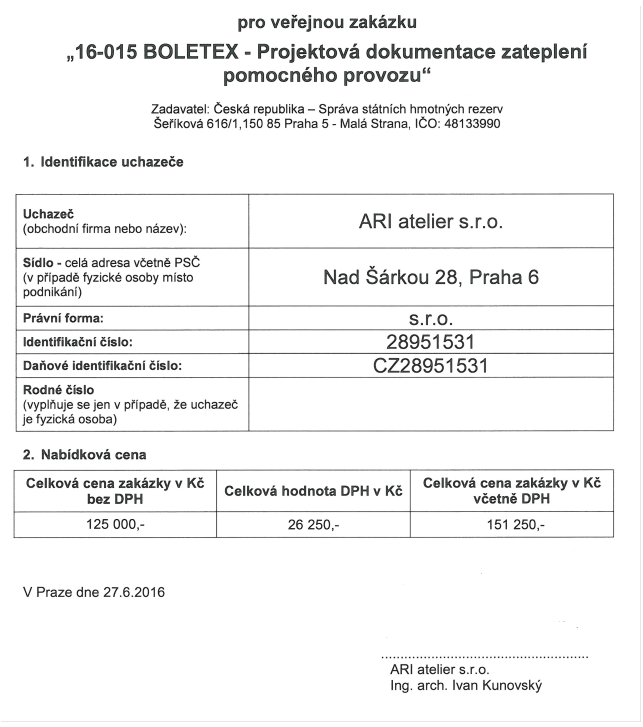 pro veřejnou zakázku
„16-015 BOLETEX - Projektová dokumentace zateplení
pomocného provozu“
Zadavatel: Česká republika – Správa státních hmotných rezerv
Šeříková 616/1,150 85 Praha 5 - Malá Strana, IČO: 48133990
1. Identifikace uchazeče
Uchazeč
(obchodní firma nebo název):
ARI atelier s.r.o.
Sídlo - celá adresa včetně PSČ
(v případě fyzické osoby místo
podnikání)
Nad Šárkou 28, Praha 6
Právní forma:
s.r.o.
Identifikační číslo:
28951531
Daňové identifikační číslo:
CZ28951531
Rodné číslo
(vyplňuje se jen v případě, že uchazeč
je fyzická osoba)
2. Nabídková cena
Celková cena zakázky v Kč
bez DPH
Celková hodnota DPH v Kč
Celková cena zakázky v Kč
včetně DPH
125 000,-
26 250,-
151 250,-
V Praze dne 27.6.2016
ARI atelier s.r.o.
Ing. arch. Ivan Kunovský